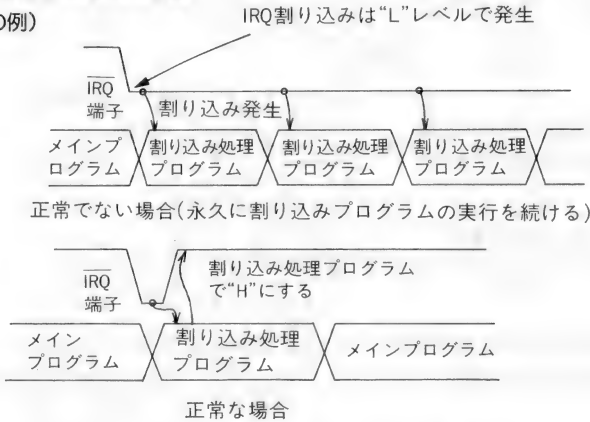 の例)
IRQ割り込みは“L”レベルで発生
IRQ
端子
割り込み発生
メインプ
ログラム
割り込み処理
プログラム
割り込み処理
プログラム
割り込み処理
プログラム
正常でない場合(永久に割り込みプログラムの実行を続ける)
IRQ
端子
割り込み処理プログラム
で“H”にする
メイン
プログラム
割り込み処理
プログラム
メインプログラム
正常な場合